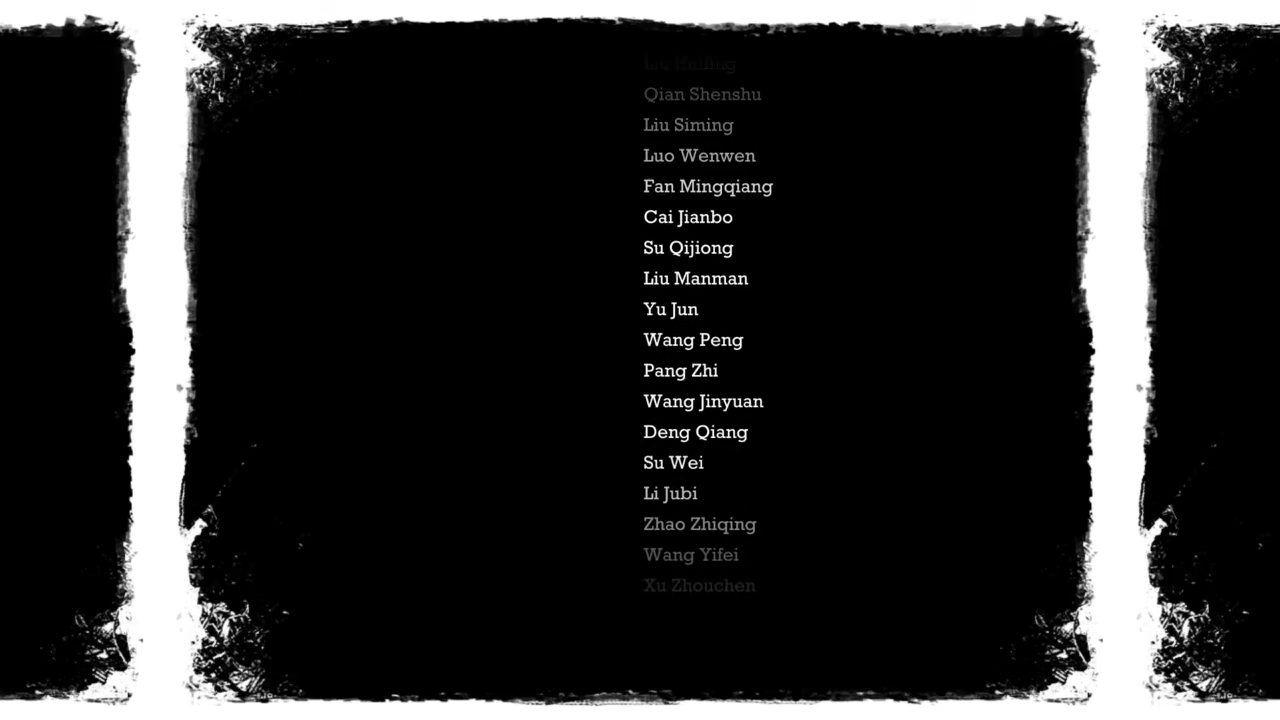 Qian Shenshu
Liu Siming
Luo Wenwen
Fan Mingqiang
Cai Jianbo
Su Qijiong
Liu Manman
Yu Jun
Wang Peng
Pang Zhi
Wang Jinyuan
Deng Qiang
Su Wei
Li Jubi
Zhao Zhiqing
Wang Yifei
Xu Zhouchen